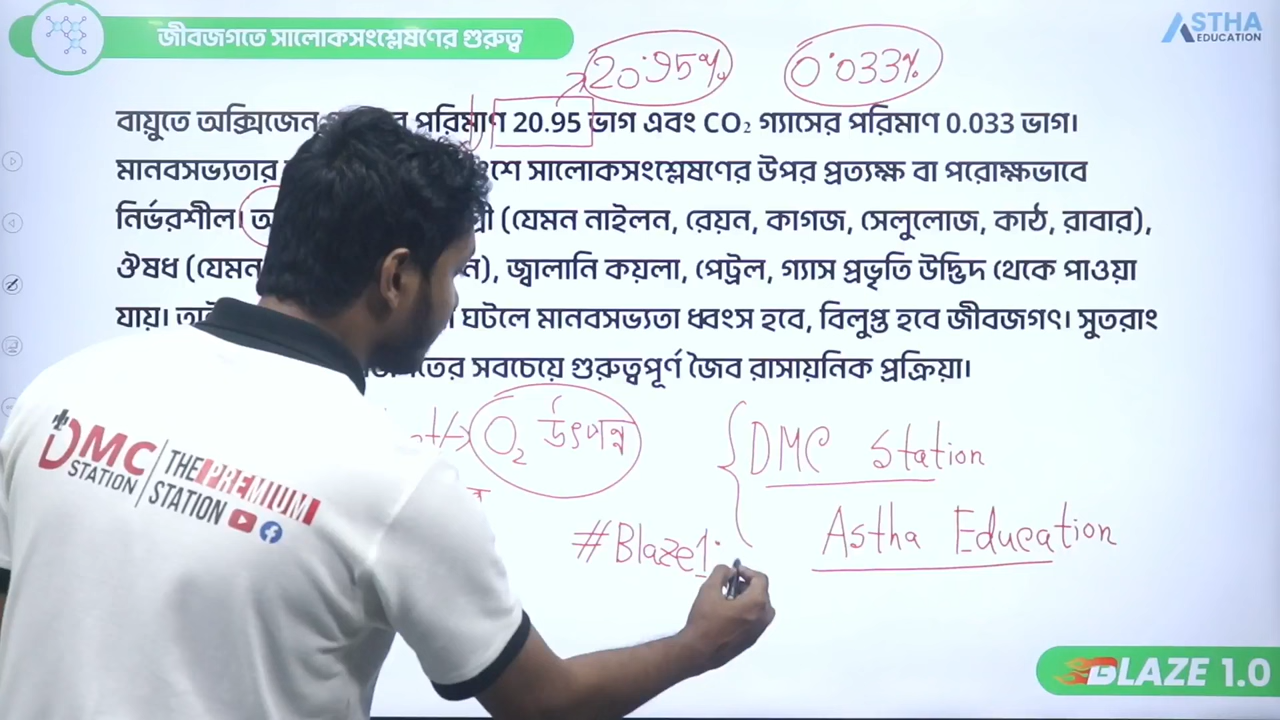 জীবজগতে সালোকসংশ্লেষণের গুরুত্ব
ASTHA
EDUCATION
20.95% 0.033%
বায়ুতে অক্সিজেন পরিমাণ 20.95 ভাগ এবং CO₂ গ্যাসের পরিমাণ 0.033 ভাগ।
মানবসভ্যতার শে সালোকসংশ্লেষণের উপর প্রত্যক্ষ বা পরোক্ষভাবে
নির্ভরশীল। (যেমন নাইলন, রেয়ন, কাগজ, সেলুলোজ, কাঠ, রাবার),
ঔষধ (যেমন ন), জ্বালানি কয়লা, পেট্রল, গ্যাস প্রভৃতি উদ্ভিদ থেকে পাওয়া
যায়। ঘটলে মানবসভ্যতা ধ্বংস হবে, বিলুপ্ত হবে জীবজগৎ। সুতরাং
তের সবচেয়ে গুরুত্বপূর্ণ জৈব রাসায়নিক প্রক্রিয়া।
O₂ উৎপন্ন
DMC Station
#Blaze1.
Astha Education
DMC STATION THE PREMIUM STATION
BLAZE 1.0